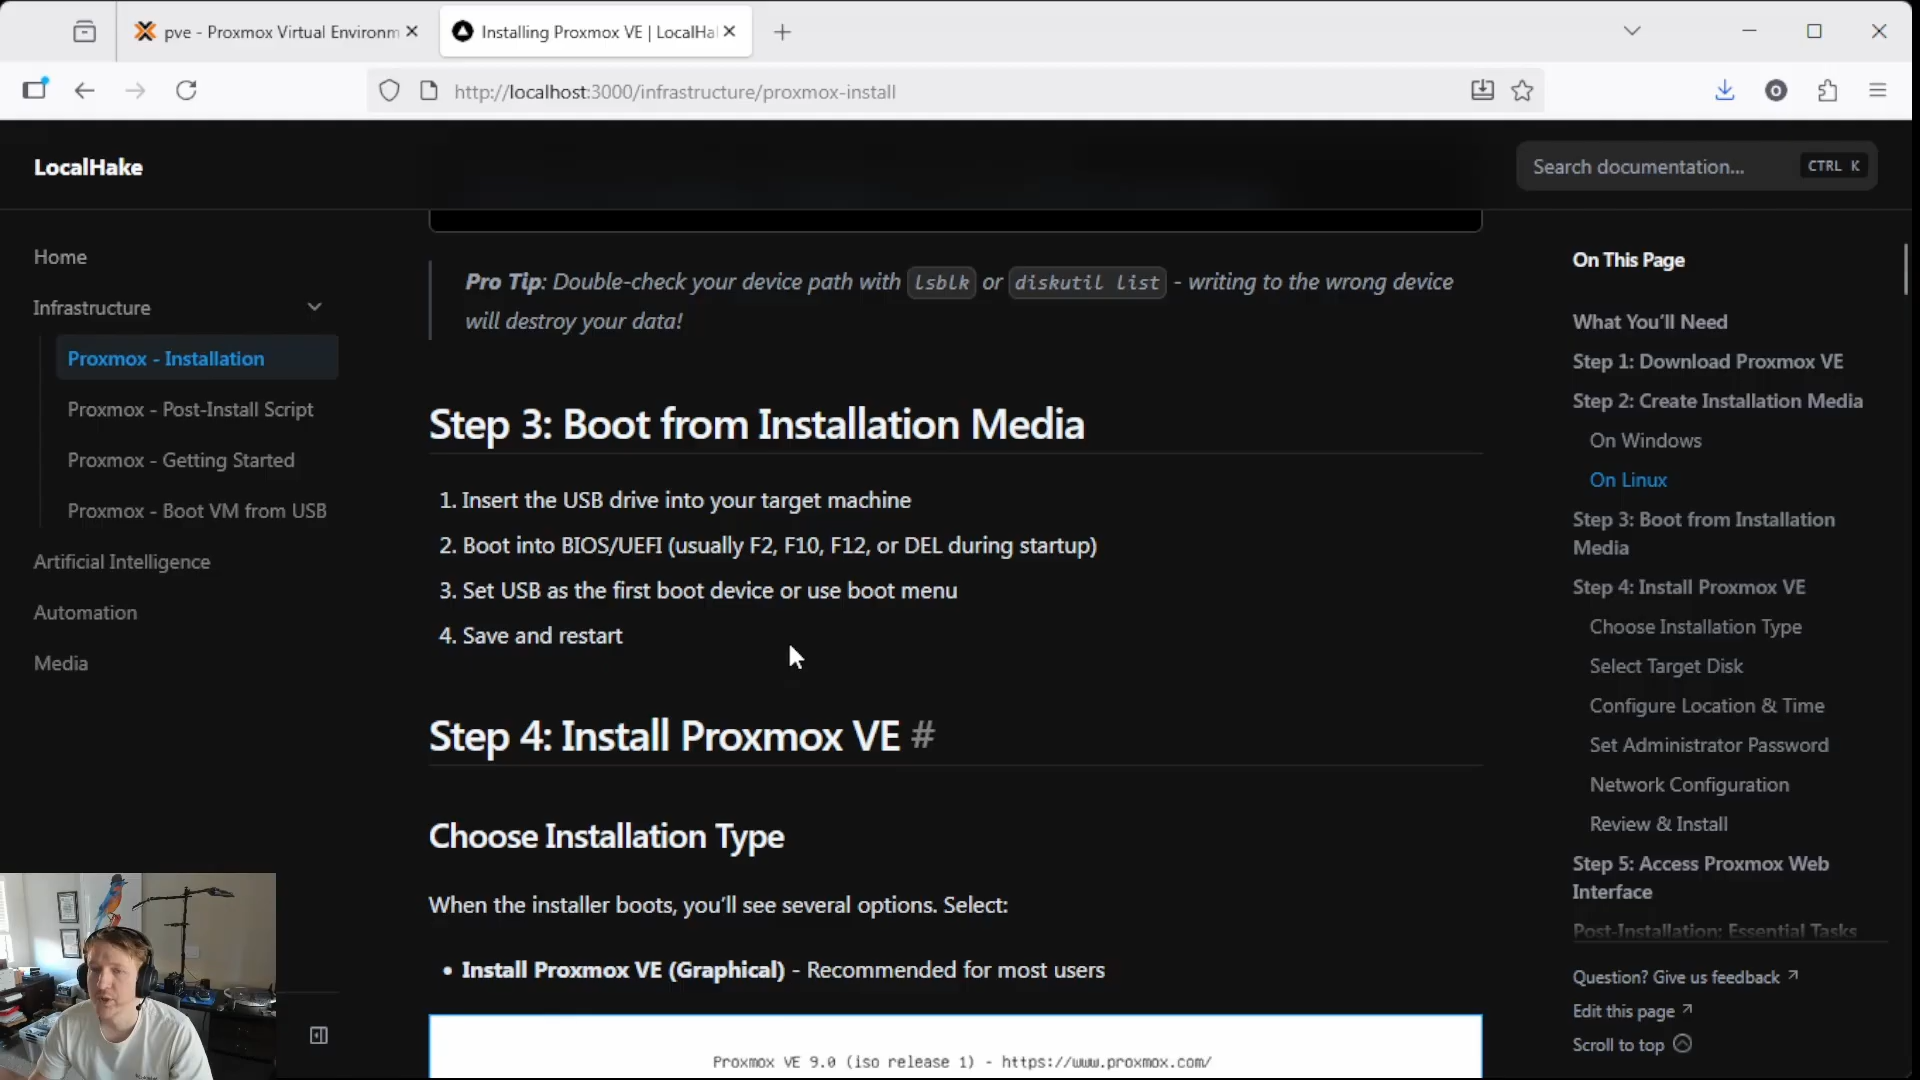 pve - Proxmox Virtual Environm
Installing Proxmox VE | LocalHa
http://localhost:3000/infrastructure/proxmox-install
LocalHake
Search documentation...
CTRL K
Home
Infrastructure
Proxmox - Installation
Proxmox - Post-Install Script
Proxmox - Getting Started
Proxmox - Boot VM from USB
Artificial Intelligence
Automation
Media
Pro Tip: Double-check your device path with lsblk or diskutil list - writing to the wrong device
will destroy your data!
Step 3: Boot from Installation Media
1. Insert the USB drive into your target machine
2. Boot into BIOS/UEFI (usually F2, F10, F12, or DEL during startup)
3. Set USB as the first boot device or use boot menu
4. Save and restart
Step 4: Install Proxmox VE #
Choose Installation Type
When the installer boots, you'll see several options. Select:
• Install Proxmox VE (Graphical) - Recommended for most users
Proxmox VE 9.0 (iso release 1) - https://www.proxmox.com/
On This Page
What You'll Need
Step 1: Download Proxmox VE
Step 2: Create Installation Media
On Windows
On Linux
Step 3: Boot from Installation
Media
Step 4: Install Proxmox VE
Choose Installation Type
Select Target Disk
Configure Location & Time
Set Administrator Password
Network Configuration
Review & Install
Step 5: Access Proxmox Web
Interface
Post-Installation: Essential Tasks
Question? Give us feedback
Edit this page
Scroll to top